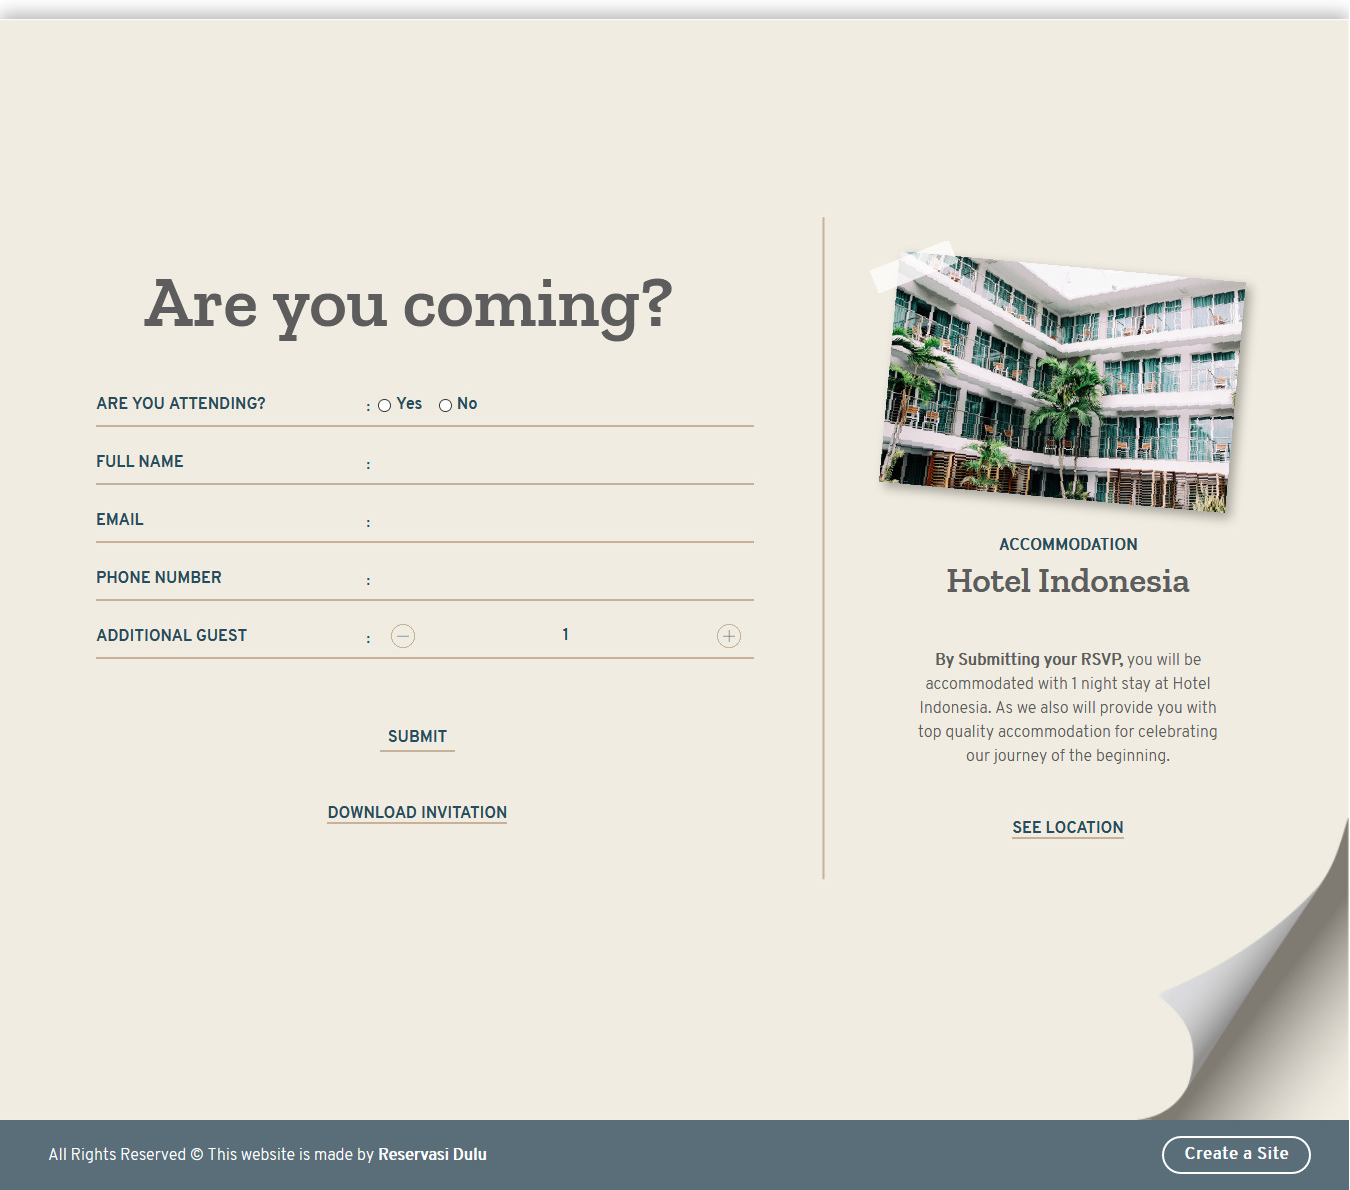 Are you coming?
ARE YOU ATTENDING? : Yes No
FULL NAME :
EMAIL :
PHONE NUMBER :
ADDITIONAL GUEST : 1
SUBMIT
DOWNLOAD INVITATION
ACCOMMODATION
Hotel Indonesia
By Submitting your RSVP, you will be
accommodated with 1 night stay at Hotel
Indonesia. As we also will provide you with
top quality accommodation for celebrating
our journey of the beginning.
SEE LOCATION
All Rights Reserved © This website is made by Reservasi Dulu
Create a Site